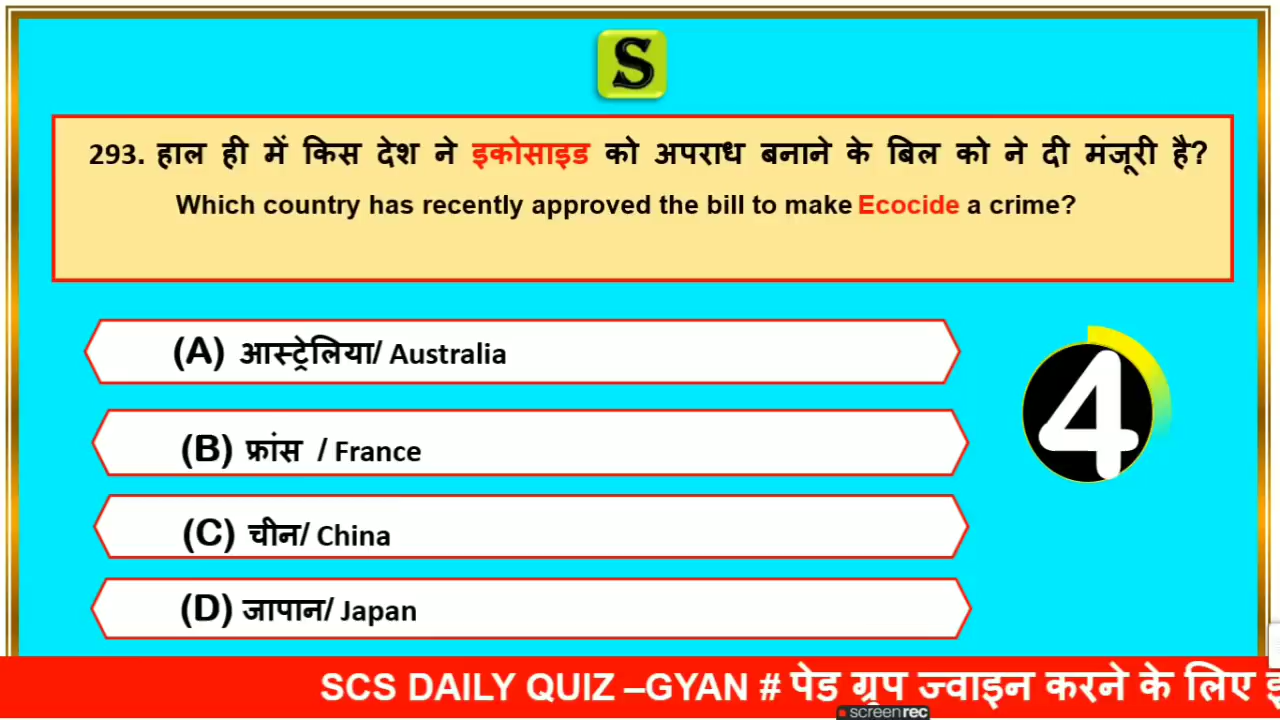 S
293. हाल ही में किस देश ने इकोसाइड को अपराध बनाने के बिल को ने दी मंजूरी है?
Which country has recently approved the bill to make Ecocide a crime?
(A) आस्ट्रेलिया/ Australia
(B) फ्रांस / France
4
(C) चीन/ China
(D) जापान/ Japan
SCS DAILY QUIZ –GYAN # पेड ग्रूप ज्वाइन करने के लिए
screenrec